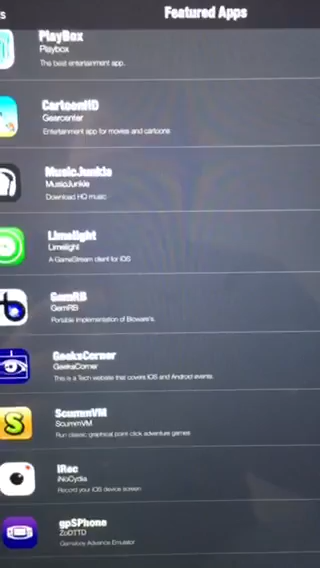 s
Featured Apps
PlayBox
Playbox
The best entertainment app.
CartoonHD
Gearcenter
Entertainment app for movies and cartoons
MusicJunkie
MusicJunkie
Download HQ music
Limelight
Limelight
A GameStream client for iOS
GemRB
GemRB
Portable implementation of Bioware's.
GeeksCorner
GeeksCorner
This is a Tech website that covers IOS and Android events.
ScummVM
ScummVM
Run classic graphical point click adventure games
iRec
iNoCydia
Record your iOS device screen
gpSPhone
ZoDTTD
Gameboy Advance Emulator